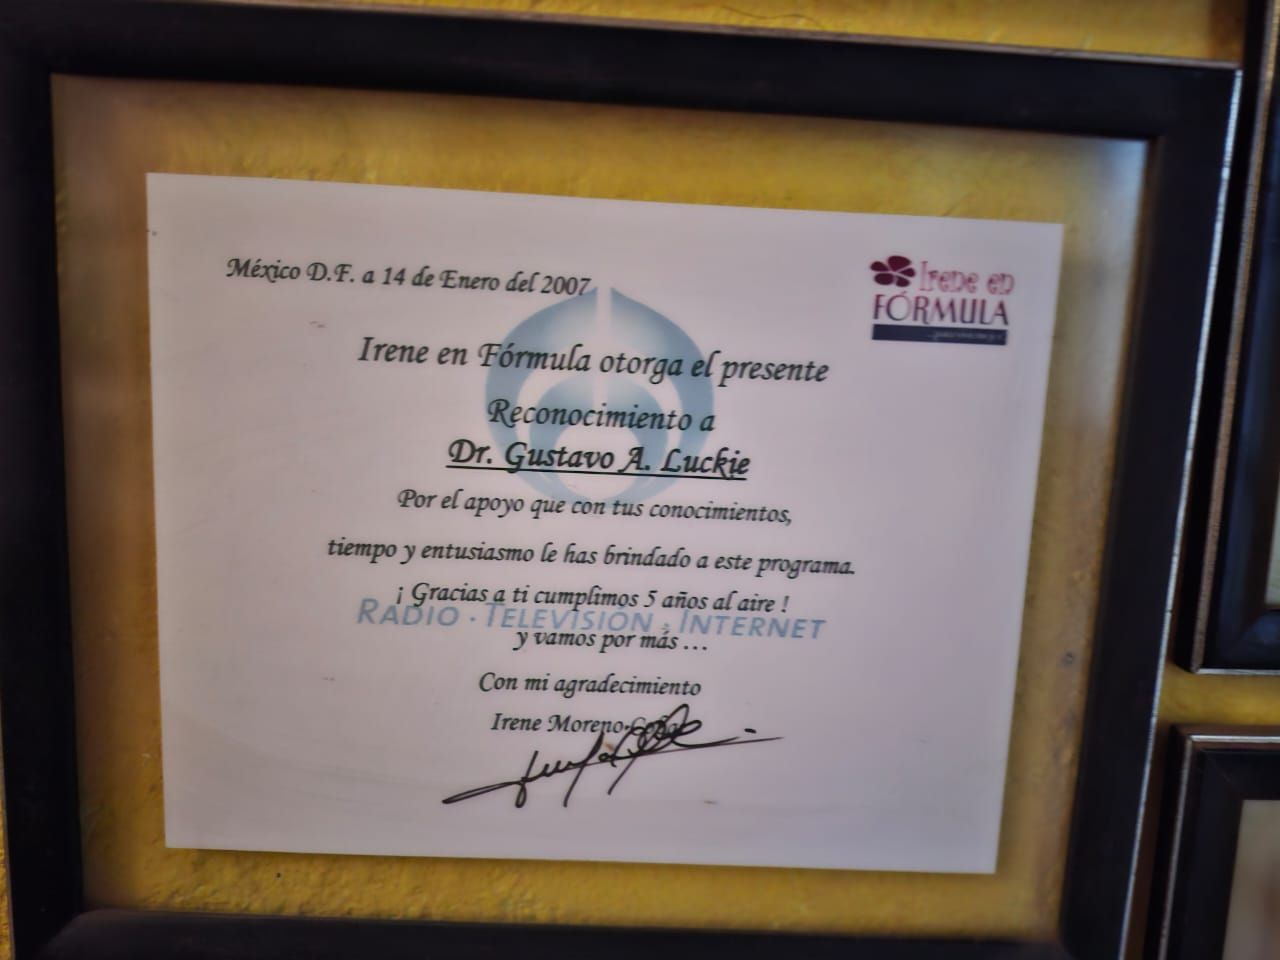 México D.F. a 14 de Enero del 2007
Irene en
FÓRMULA
Irene en Fórmula otorga el presente
Reconocimiento a
Dr. Gustavo A. Luckie
Por el apoyo que con tus conocimientos,
tiempo y entusiasmo le has brindado a este programa.
¡ Gracias a ti cumplimos 5 años al aire !
RADIO · TELEVISIÓN · INTERNET
y vamos por más ...
Con mi agradecimiento
Irene Moreno